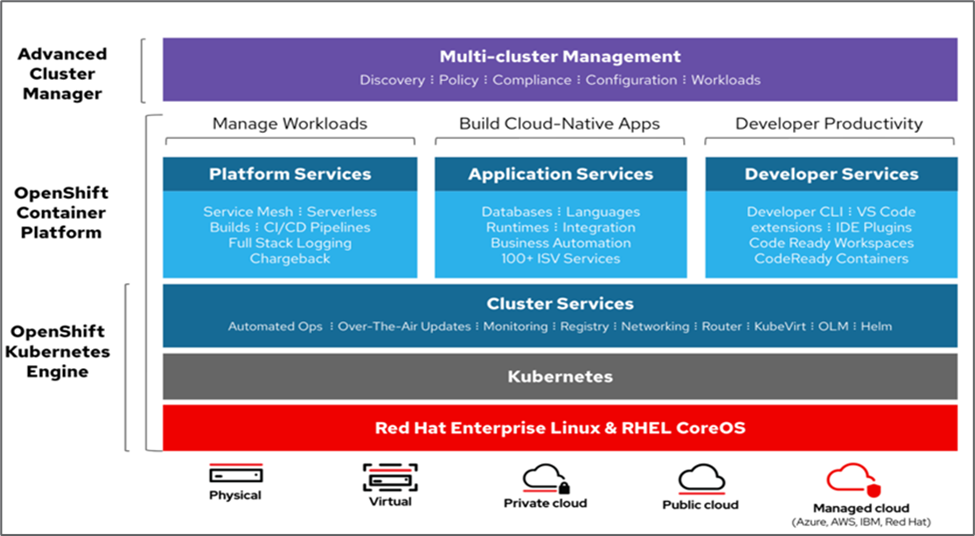 Advanced
Cluster
Manager
Multi-cluster Management
Discovery ⁝ Policy ⁝ Compliance ⁝ Configuration ⁝ Workloads
Manage Workloads
Build Cloud-Native Apps
Developer Productivity
OpenShift
Container
Platform
Platform Services
Service Mesh ⁝ Serverless
Builds ⁝ CI/CD Pipelines
Full Stack Logging
Chargeback
Application Services
Databases ⁝ Languages
Runtimes ⁝ Integration
Business Automation
100+ ISV Services
Developer Services
Developer CLI ⁝ VS Code
extensions ⁝ IDE Plugins
Code Ready Workspaces
CodeReady Containers
OpenShift
Kubernetes
Engine
Cluster Services
Automated Ops ⁝ Over-The-Air Updates ⁝ Monitoring ⁝ Registry ⁝ Networking ⁝ Router ⁝ KubeVirt ⁝ OLM ⁝ Helm
Kubernetes
Red Hat Enterprise Linux & RHEL CoreOS
Physical
Virtual
Private cloud
Public cloud
Managed cloud
(Azure, AWS, IBM, Red Hat)